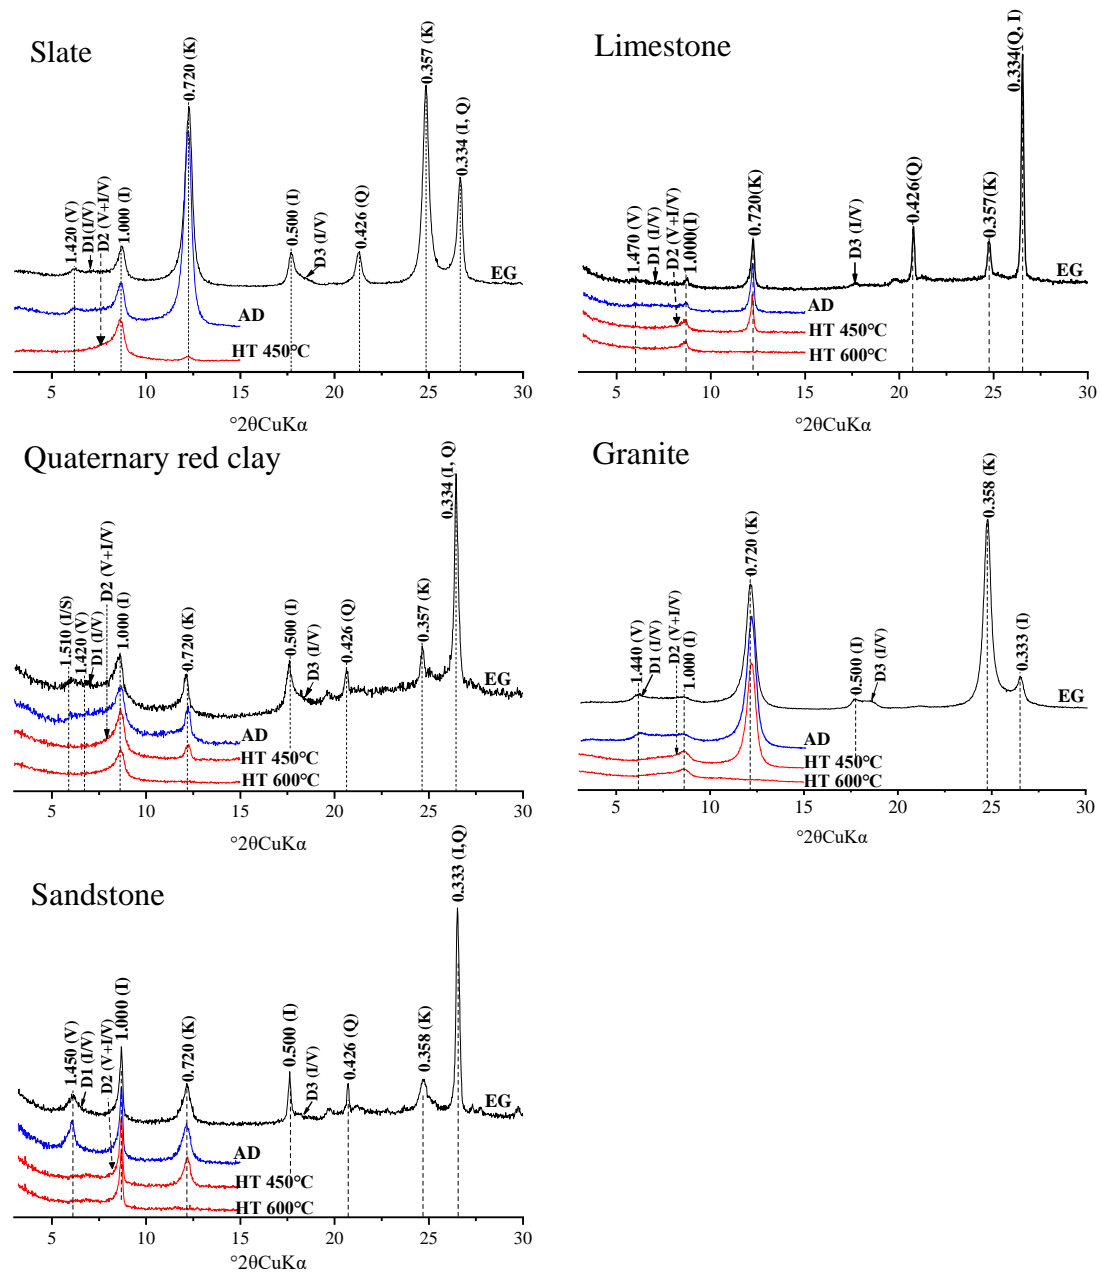 Slate
1.420 (V)
D1(I/V)
D2 (V+I/V)
1.000 (I)
0.720 (K)
0.500 (I)
D3 (I/V)
0.426 (Q)
0.357 (K)
0.334 (I, Q)
EG
AD
HT 450°C
5 10 15 20 25 30
°2θCuKα
Limestone
1.470 (V)
D1 (I/V)
D2 (V+I/V)
1.000(I)
0.720(K)
D3 (I/V)
0.426(Q)
0.357(K)
0.334(Q, I)
EG
AD
HT 450°C
HT 600°C
5 10 15 20 25 30
°2θCuKα
Quaternary red clay
1.510 (I/S)
1.420 (V)
D1 (I/V)
D2 (V+I/V)
1.000 (I)
0.720 (K)
0.500 (I)
D3 (I/V)
0.426 (Q)
0.357 (K)
0.334 (I, Q)
EG
AD
HT 450°C
HT 600°C
5 10 15 20 25 30
°2θCuKα
Granite
1.440 (V)
D1 (I/V)
D2 (V+I/V)
1.000 (I)
0.720 (K)
0.500 (I)
D3 (I/V)
0.358 (K)
0.333 (I)
EG
AD
HT 450°C
HT 600°C
5 10 15 20 25 30
°2θCuKα
Sandstone
1.450 (V)
D1 (I/V)
D2 (V+I/V)
1.000 (I)
0.720 (K)
0.500 (I)
D3 (I/V)
0.426 (Q)
0.358 (K)
0.333 (I,Q)
EG
AD
HT 450°C
HT 600°C
5 10 15 20 25 30
°2θCuKα